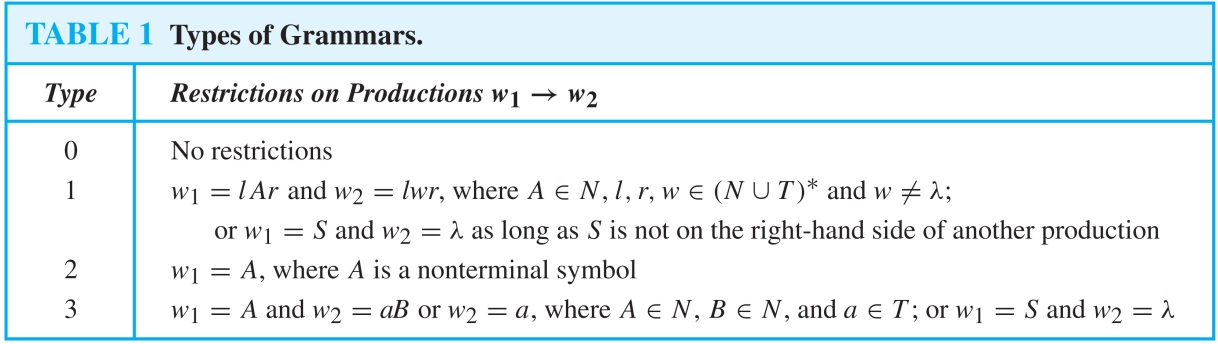 TABLE 1 Types of Grammars.
Type Restrictions on Productions w₁ → w₂
0 No restrictions
1 w₁ = lAr and w₂ = lwr, where A ∈ N, l, r, w ∈ (N ∪ T)* and w ≠ λ;
or w₁ = S and w₂ = λ as long as S is not on the right-hand side of another production
2 w₁ = A, where A is a nonterminal symbol
3 w₁ = A and w₂ = aB or w₂ = a, where A ∈ N, B ∈ N, and a ∈ T; or w₁ = S and w₂ = λ